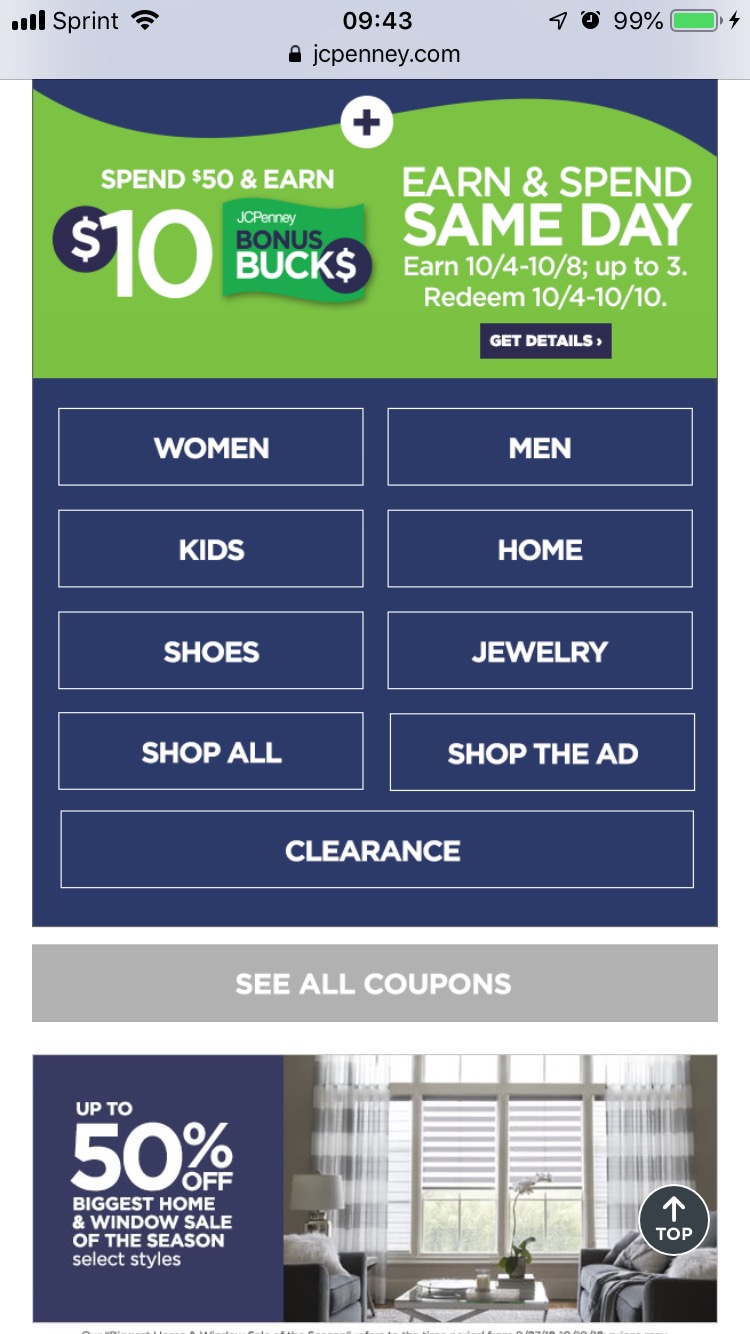 Sprint 09:43 99%
jcpenney.com
SPEND $50 & EARN
$10
JCPenney
BONUS
BUCK$
EARN & SPEND
SAME DAY
Earn 10/4-10/8; up to 3.
Redeem 10/4-10/10.
GET DETAILS ›
WOMEN
MEN
KIDS
HOME
SHOES
JEWELRY
SHOP ALL
SHOP THE AD
CLEARANCE
SEE ALL COUPONS
UP TO
50% OFF
BIGGEST HOME
& WINDOW SALE
OF THE SEASON
select styles
TOP